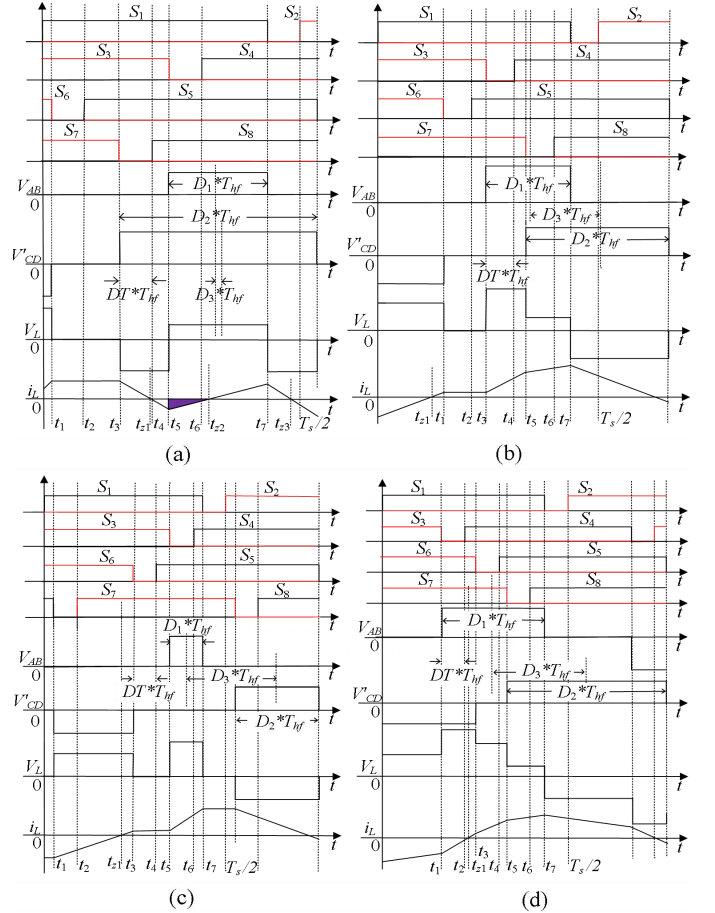 S1 S2
t
S3 S4
t
S6 S5
t
S7 S8
t
VAB
0
D1*Thf
D2*Thf
V'CD
0
DT*Thf D3*Thf
VL
0
t
iL
0
t
t1 t2 t3 tz1 t4 t5 t6 tz2 t7 tz3 Ts/2
(a)
S1 S2
t
S3 S4
t
S6 S5
t
S7 S8
t
VAB
0
D1*Thf
t
D3*Thf
D2*Thf
V'CD
0
DT*Thf
t
VL
0
t
iL
0
t
tz1 t1 t2 t3 t4 t5 t6 t7 Ts/2
(b)
S1 S2
t
S3 S4
t
S6 S5
t
S7 S8
t
D1*Thf
VAB
0
t
DT*Thf D3*Thf
V'CD
0
D2*Thf
t
VL
0
t
iL
0
t
t1 t2 tz1 t3 t4 t5 t6 t7 Ts/2
(c)
S1 S2
t
S3 S4
t
S6 S5
t
S7 S8
t
VAB
0
D1*Thf
t
DT*Thf D3*Thf
D2*Thf
V'CD
0
t
VL
0
t
iL
0
t
t1 t2 t3 tz1 t4 t5 t6 t7 Ts/2
(d)